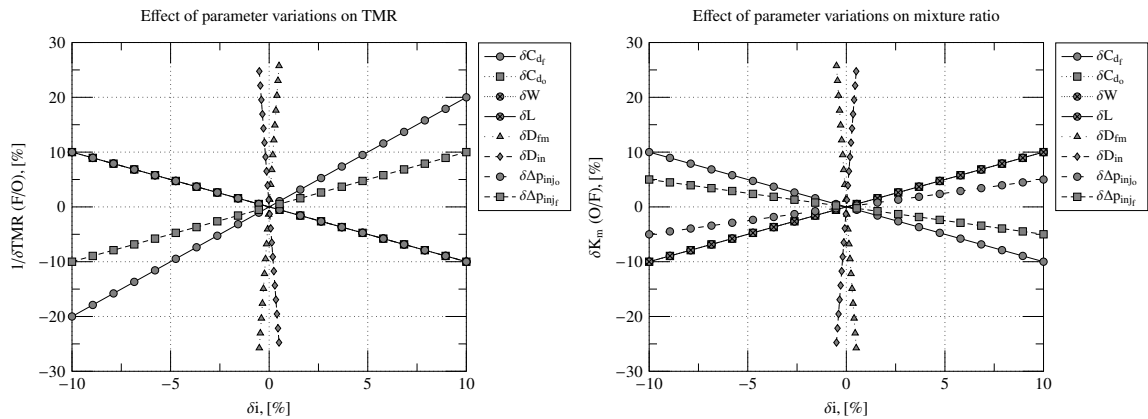 Effect of parameter variations on TMR
1/δTMR (F/O), [%]
30
20
10
0
−10
−20
−30
−10 −5 0 5 10
δi, [%]
δC_{d_f}
δC_{d_o}
δW
δL
δD_{fm}
δD_{in}
δΔp_{inj_o}
δΔp_{inj_f}
Effect of parameter variations on mixture ratio
δK_m (O/F), [%]
30
20
10
0
−10
−20
−30
−10 −5 0 5 10
δi, [%]
δC_{d_f}
δC_{d_o}
δW
δL
δD_{fm}
δD_{in}
δΔp_{inj_o}
δΔp_{inj_f}